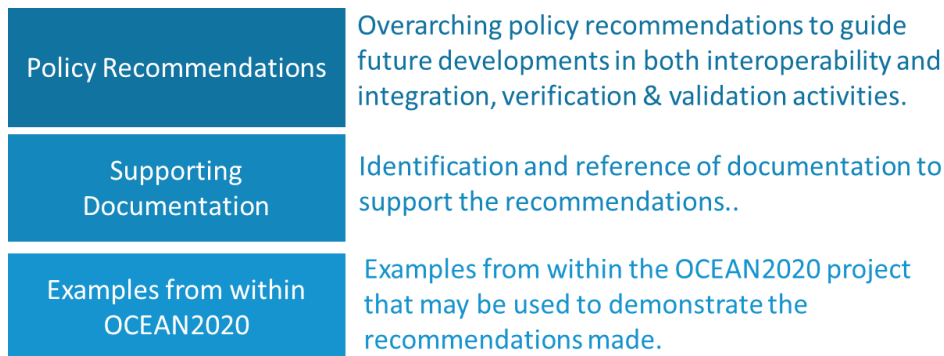 Policy Recommendations
Overarching policy recommendations to guide
future developments in both interoperability and
integration, verification & validation activities.
Supporting
Documentation
Identification and reference of documentation to
support the recommendations..
Examples from within
OCEAN2020
Examples from within the OCEAN2020 project
that may be used to demonstrate the
recommendations made.